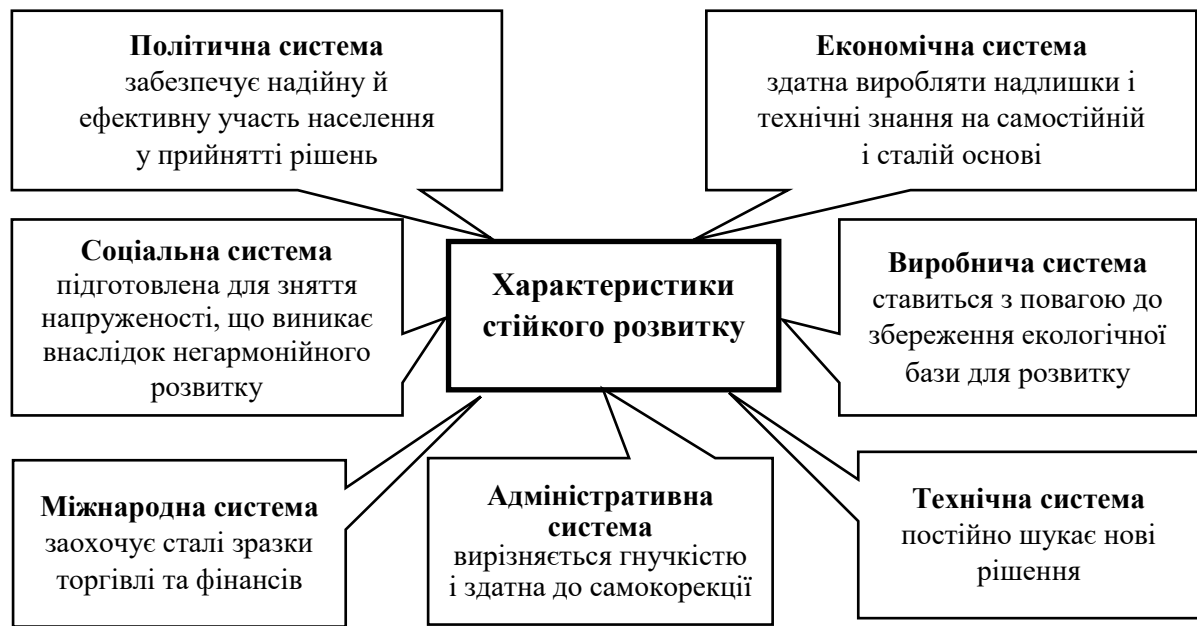 Політична система
забезпечує надійну й
ефективну участь населення
у прийнятті рішень
Економічна система
здатна виробляти надлишки і
технічні знання на самостійній
і сталій основі
Соціальна система
підготовлена для зняття
напруженості, що виникає
внаслідок негармонійного
розвитку
Характеристики
стійкого розвитку
Виробнича система
ставиться з повагою до
збереження екологічної
бази для розвитку
Міжнародна система
заохочує сталі зразки
торгівлі та фінансів
Адміністративна
система
вирізняється гнучкістю
і здатна до самокорекції
Технічна система
постійно шукає нові
рішення